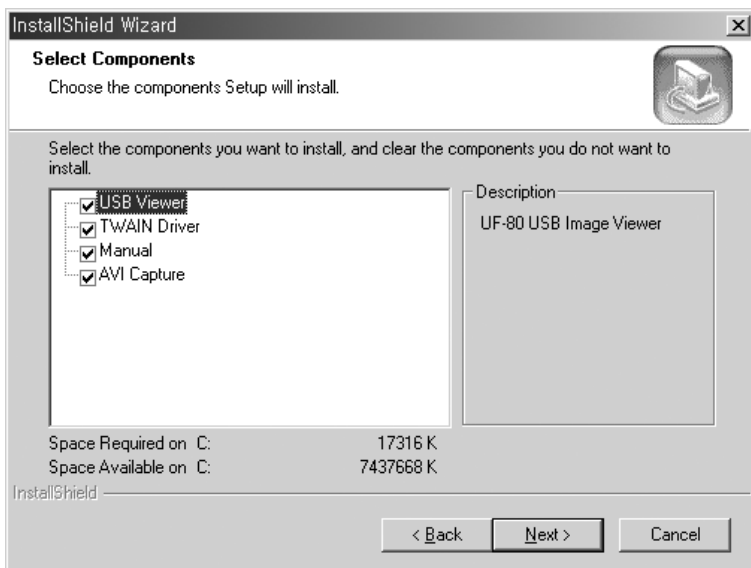 InstallShield Wizard
Select Components
Choose the components Setup will install.
Select the components you want to install, and clear the components you do not want to
install.
USB Viewer
TWAIN Driver
Manual
AVI Capture
Description
UF-80 USB Image Viewer
Space Required on C: 17316 K
Space Available on C: 7437668 K
InstallShield
< Back
Next >
Cancel